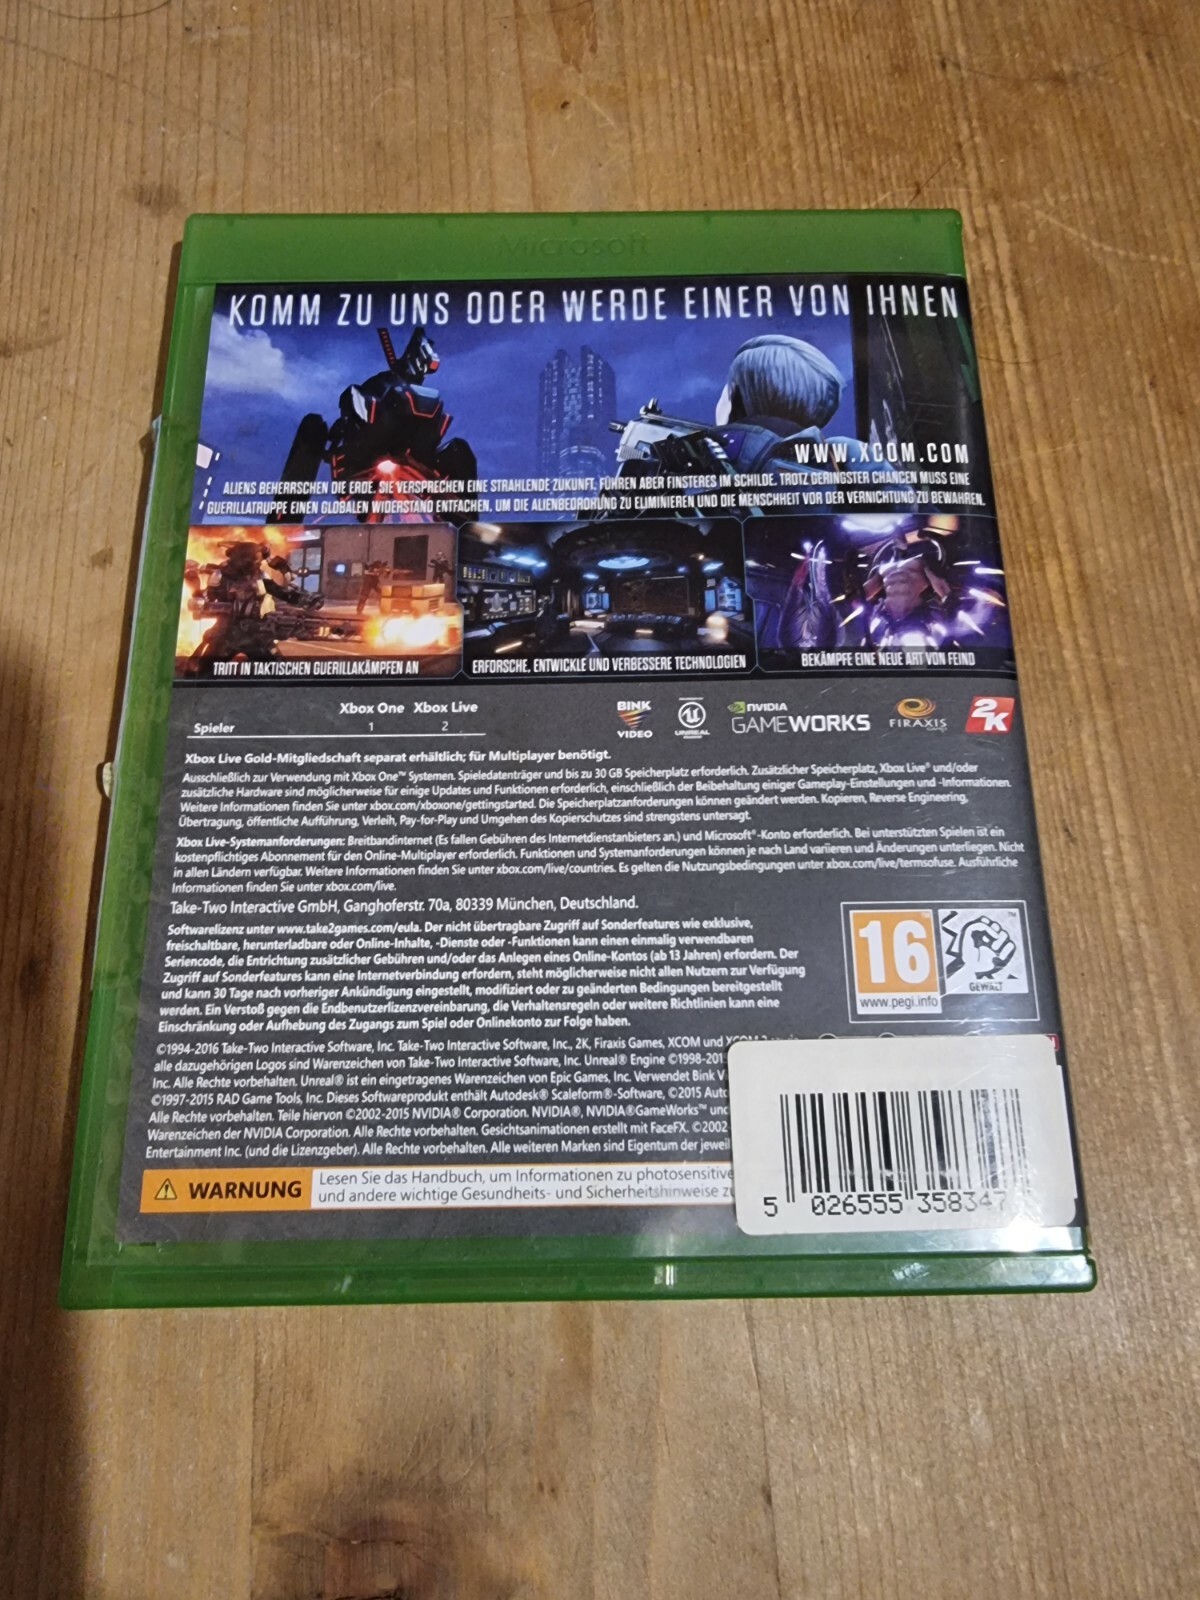 Microsoft
KOMM ZU UNS ODER WERDE EINER VON IHNEN
WWW.XCOM.COM
ALIENS BEHERRSCHEN DIE ERDE. SIE VERSPRECHEN EINE STRAHLENDE ZUKUNFT, FÜHREN ABER FINSTERES IM SCHILDE. TROTZ GERINGSTER CHANCEN MUSS EINE
GUERILLATRUPPE EINEN GLOBALEN WIDERSTAND ENTFACHEN, UM DIE ALIENBEDROHUNG ZU ELIMINIEREN UND DIE MENSCHHEIT VOR DER VERNICHTUNG ZU BEWAHREN.
TRITT IN TAKTISCHEN GUERILLAKÄMPFEN AN
ERFORSCHE, ENTWICKLE UND VERBESSERE TECHNOLOGIEN
BEKÄMPFE EINE NEUE ART VON FEIND
Xbox One Xbox Live
Spieler 1 2
BINK VIDEO
UNREAL
NVIDIA GAMEWORKS
FIRAXIS
2K
Xbox Live Gold-Mitgliedschaft separat erhältlich; für Multiplayer benötigt.
Ausschließlich zur Verwendung mit Xbox One™ Systemen. Spieledatenträger und bis zu 30 GB Speicherplatz erforderlich. Zusätzlicher Speicherplatz, Xbox Live® und/oder
zusätzliche Hardware sind möglicherweise für einige Updates und Funktionen erforderlich, einschließlich der Beibehaltung einiger Gameplay-Einstellungen und -Informationen.
Weitere Informationen finden Sie unter xbox.com/xboxone/gettingstarted. Die Speicherplatzanforderungen können geändert werden. Kopieren, Reverse Engineering,
Übertragung, öffentliche Aufführung, Verleih, Pay-for-Play und Umgehen des Kopierschutzes sind strengstens untersagt.
Xbox Live-Systemanforderungen: Breitbandinternet (Es fallen Gebühren des Internetdienstanbieters an.) und Microsoft®-Konto erforderlich. Bei unterstützten Spielen ist ein
kostenpflichtiges Abonnement für den Online-Multiplayer erforderlich. Funktionen und Systemanforderungen können je nach Land variieren und Änderungen unterliegen. Nicht
in allen Ländern verfügbar. Weitere Informationen finden Sie unter xbox.com/live/countries. Es gelten die Nutzungsbedingungen unter xbox.com/live/termsofuse. Ausführliche
Informationen finden Sie unter xbox.com/live.
Take-Two Interactive GmbH, Ganghoferstr. 70a, 80339 München, Deutschland.
Softwarelizenz unter www.take2games.com/eula. Der nicht übertragbare Zugriff auf Sonderfeatures wie exklusive,
freischaltbare, herunterladbare oder Online-Inhalte, -Dienste oder -Funktionen kann einen einmalig verwendbaren
Seriencode, die Entrichtung zusätzlicher Gebühren und/oder das Anlegen eines Online-Kontos (ab 13 Jahren) erfordern. Der
Zugriff auf Sonderfeatures kann eine Internetverbindung erfordern, steht möglicherweise nicht allen Nutzern zur Verfügung
und kann 30 Tage nach vorheriger Ankündigung eingestellt, modifiziert oder zu geänderten Bedingungen bereitgestellt
werden. Ein Verstoß gegen die Endbenutzerlizenzvereinbarung, die Verhaltensregeln oder weitere Richtlinien kann eine
Einschränkung oder Aufhebung des Zugangs zum Spiel oder Onlinekonto zur Folge haben.
16
www.pegi.info
GEWALT
©1994-2016 Take-Two Interactive Software, Inc. Take-Two Interactive Software, Inc., 2K, Firaxis Games, XCOM und
alle dazugehörigen Logos sind Warenzeichen von Take-Two Interactive Software, Inc. Unreal® Engine ©1998-201
Inc. Alle Rechte vorbehalten. Unreal® ist ein eingetragenes Warenzeichen von Epic Games, Inc. Verwendet Bink V
©1997-2015 RAD Game Tools, Inc. Dieses Softwareprodukt enthält Autodesk® Scaleform®-Software, ©2015 Auto
Alle Rechte vorbehalten. Teile hiervon ©2002-2015 NVIDIA® Corporation. NVIDIA®, NVIDIA®GameWorks™ und
Warenzeichen der NVIDIA Corporation. Alle Rechte vorbehalten. Gesichtsanimationen erstellt mit FaceFX. ©2002
Entertainment Inc. (und die Lizenzgeber). Alle Rechte vorbehalten. Alle weiteren Marken sind Eigentum der jeweil
WARNUNG
Lesen Sie das Handbuch, um Informationen zu photosensitive
und andere wichtige Gesundheits- und Sicherheitshinweise zu
5 026555 358347